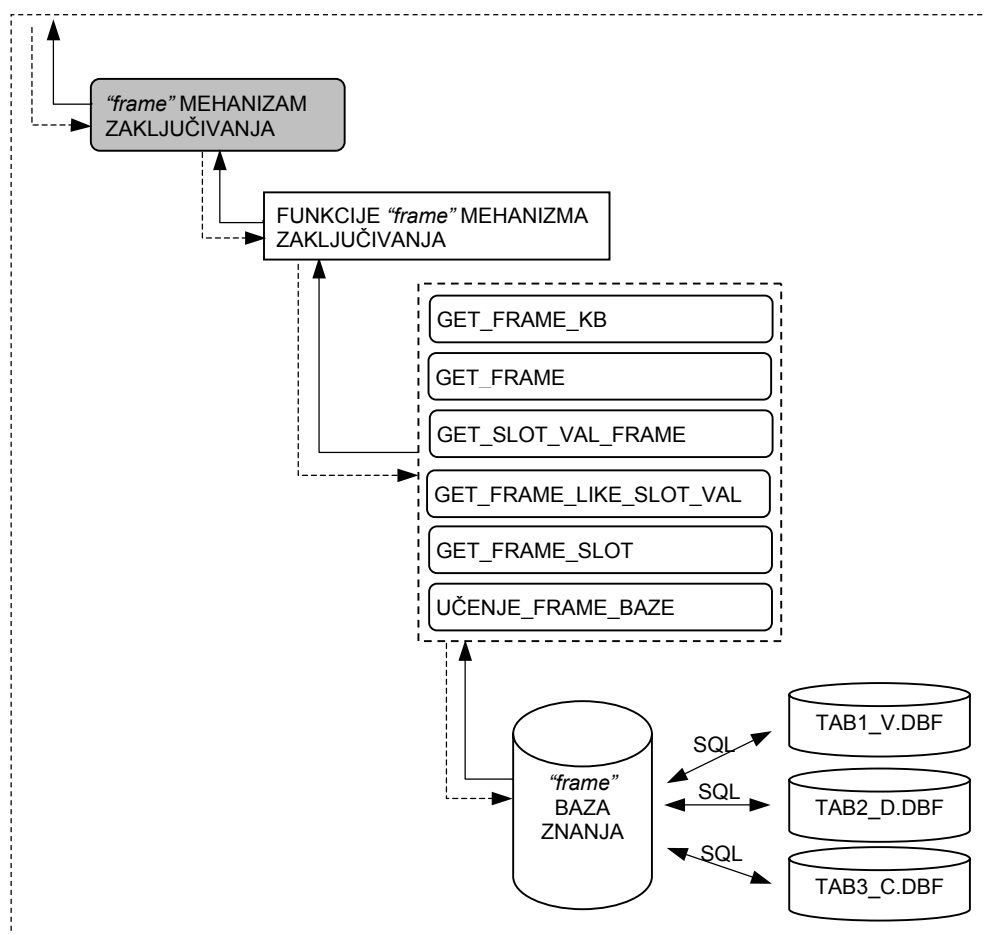 “frame” MEHANIZAM
ZAKLJUČIVANJA
FUNKCIJE “frame” MEHANIZMA
ZAKLJUČIVANJA
GET_FRAME_KB
GET_FRAME
GET_SLOT_VAL_FRAME
GET_FRAME_LIKE_SLOT_VAL
GET_FRAME_SLOT
UČENJE_FRAME_BAZE
“frame”
BAZA
ZNANJA
SQL
SQL
SQL
TAB1_V.DBF
TAB2_D.DBF
TAB3_C.DBF